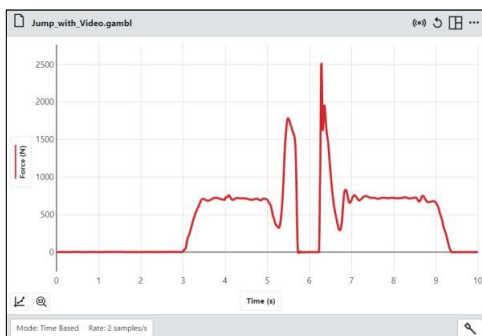 Jump_with_Video.gambl
2500
2000
1500
1000
500
0
Force (N)
0 1 2 3 4 5 6 7 8 9 10
Time (s)
Mode: Time Based Rate: 2 samples/s